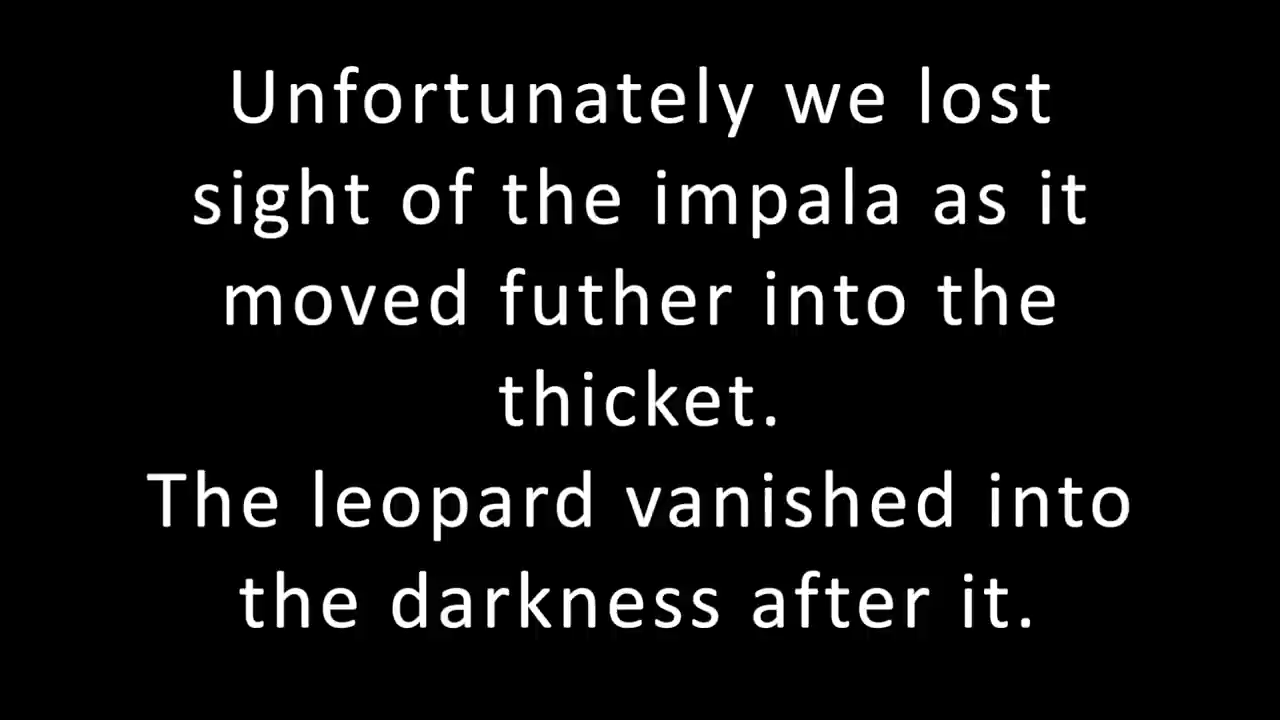 Unfortunately we lost
sight of the impala as it
moved futher into the
thicket.
The leopard vanished into
the darkness after it.